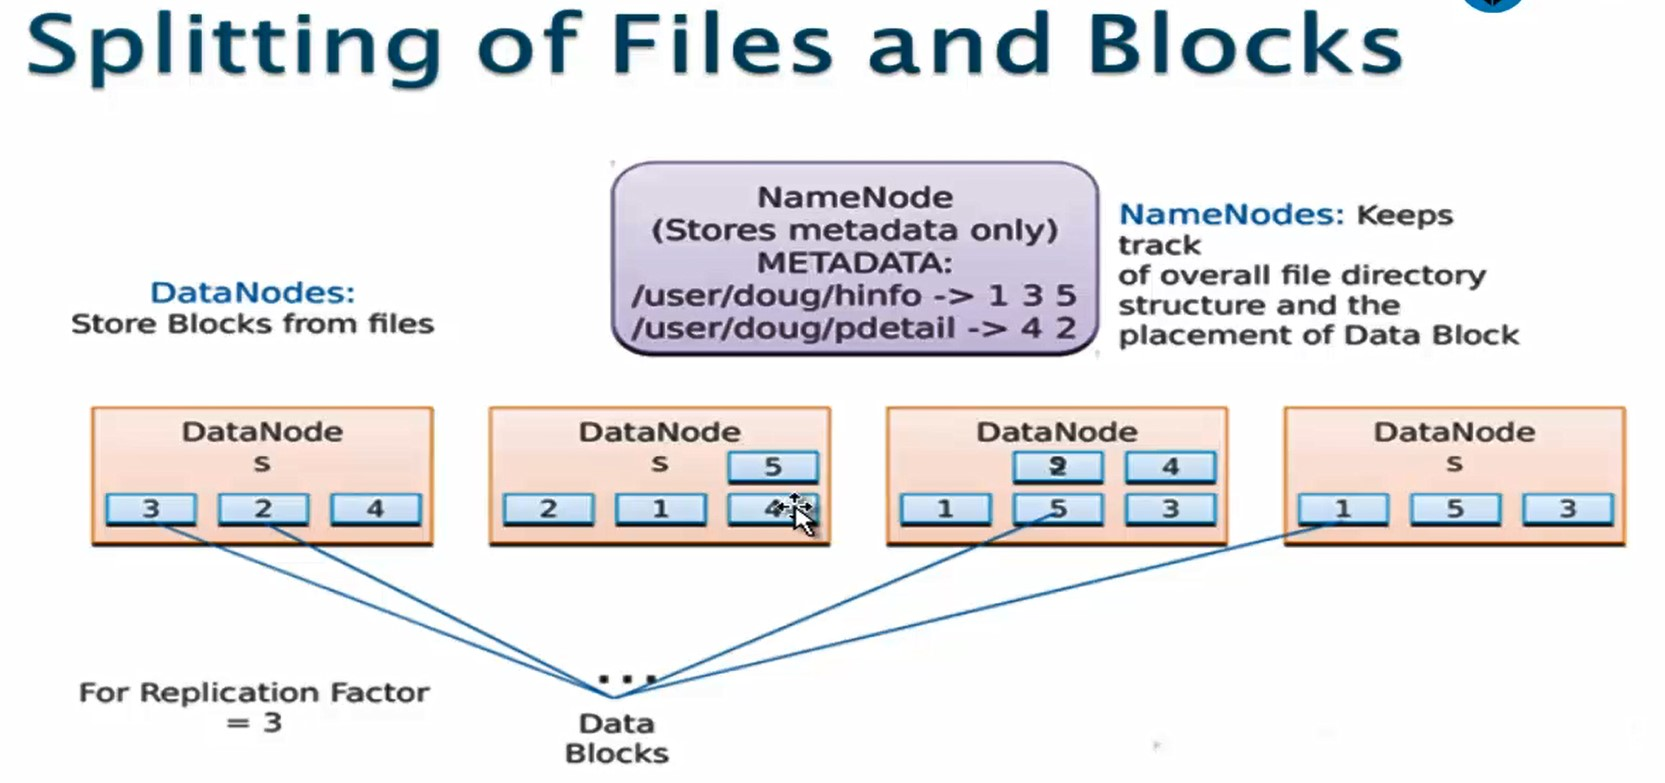 Splitting of Files and Blocks
NameNode
(Stores metadata only)
METADATA:
/user/doug/hinfo -> 1 3 5
/user/doug/pdetail -> 4 2
NameNodes: Keeps
track
of overall file directory
structure and the
placement of Data Block
DataNodes:
Store Blocks from files
DataNode
s
3 2 4
DataNode
s
5
2 1 4
DataNode
4
1 5 3
DataNode
s
1 5 3
For Replication Factor
= 3
...
Data
Blocks